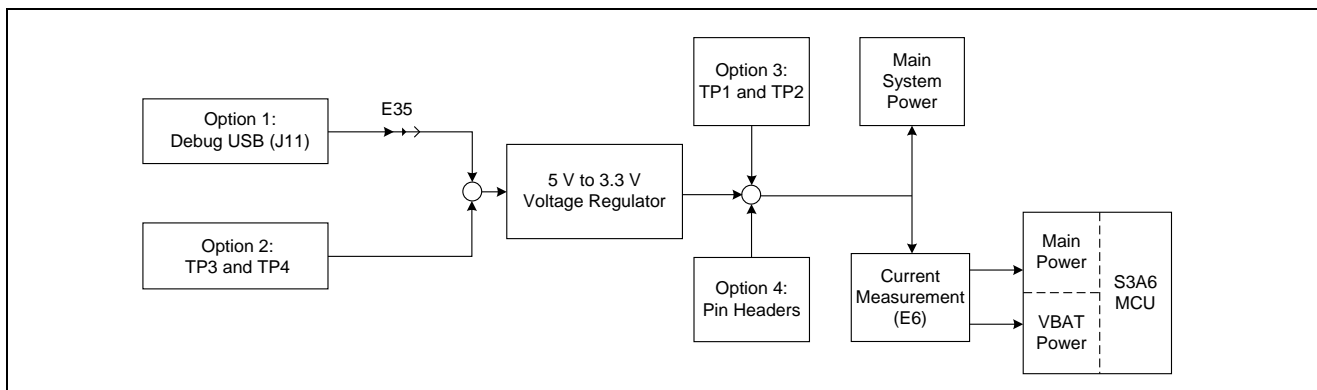 Option 1:
Debug USB (J11)
E35
Option 2:
TP3 and TP4
5 V to 3.3 V
Voltage Regulator
Option 3:
TP1 and TP2
Option 4:
Pin Headers
Main
System
Power
Current
Measurement
(E6)
Main
Power
VBAT
Power
S3A6
MCU